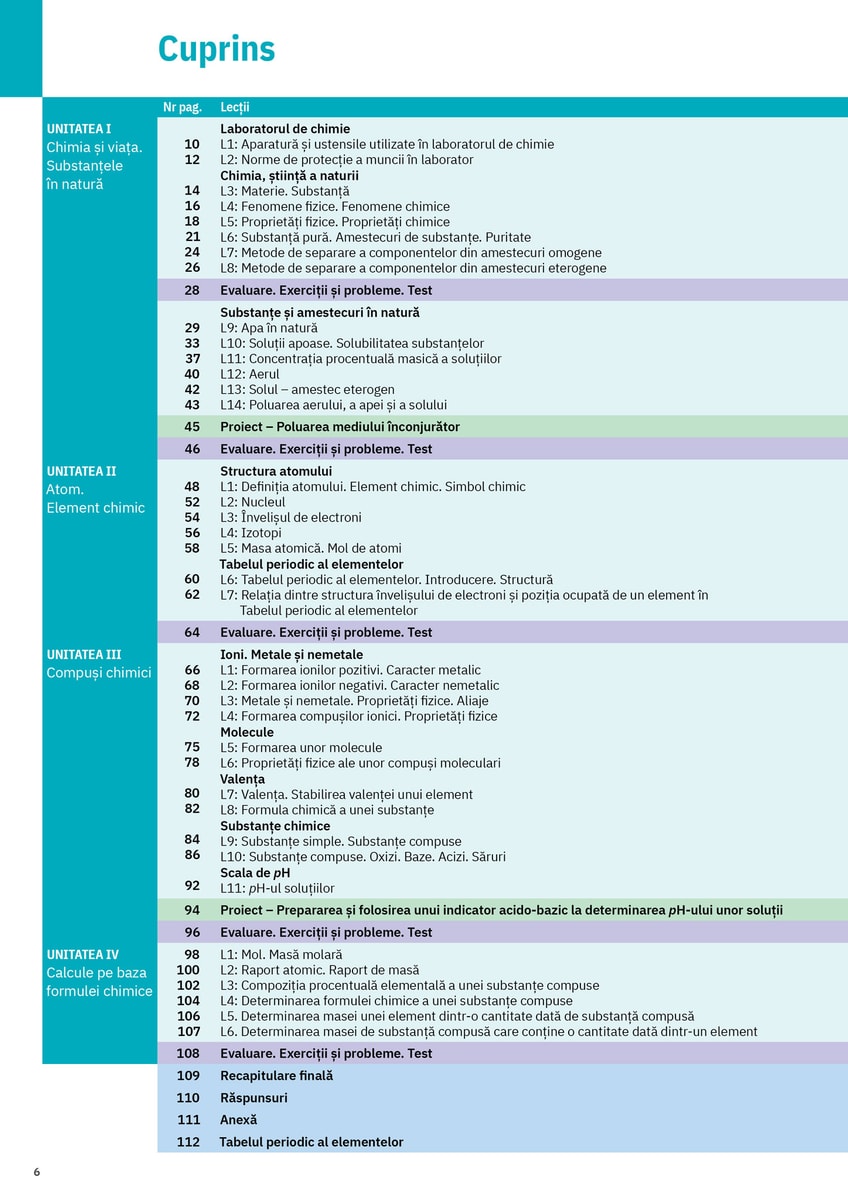 Cuprins
Nr pag. Lecții
UNITATEA I
Chimia și viața.
Substanțele
în natură
Laboratorul de chimie
10 L1: Aparatură și ustensile utilizate în laboratorul de chimie
12 L2: Norme de protecție a muncii în laborator
Chimia, știință a naturii
14 L3: Materie. Substanță
16 L4: Fenomene fizice. Fenomene chimice
18 L5: Proprietăți fizice. Proprietăți chimice
21 L6: Substanță pură. Amestecuri de substanțe. Puritate
24 L7: Metode de separare a componentelor din amestecuri omogene
26 L8: Metode de separare a componentelor din amestecuri eterogene
28 Evaluare. Exerciții și probleme. Test
Substanțe și amestecuri în natură
29 L9: Apa în natură
33 L10: Soluții apoase. Solubilitatea substanțelor
37 L11: Concentrația procentuală masică a soluțiilor
40 L12: Aerul
42 L13: Solul – amestec eterogen
43 L14: Poluarea aerului, a apei și a solului
45 Proiect – Poluarea mediului înconjurător
46 Evaluare. Exerciții și probleme. Test
UNITATEA II
Atom.
Element chimic
Structura atomului
48 L1: Definiția atomului. Element chimic. Simbol chimic
52 L2: Nucleul
54 L3: Învelișul de electroni
56 L4: Izotopi
58 L5: Masa atomică. Mol de atomi
Tabelul periodic al elementelor
60 L6: Tabelul periodic al elementelor. Introducere. Structură
62 L7: Relația dintre structura învelișului de electroni și poziția ocupată de un element în
Tabelul periodic al elementelor
64 Evaluare. Exerciții și probleme. Test
UNITATEA III
Compuși chimici
Ioni. Metale și nemetale
66 L1: Formarea ionilor pozitivi. Caracter metalic
68 L2: Formarea ionilor negativi. Caracter nemetalic
70 L3: Metale și nemetale. Proprietăți fizice. Aliaje
72 L4: Formarea compușilor ionici. Proprietăți fizice
Molecule
75 L5: Formarea unor molecule
78 L6: Proprietăți fizice ale unor compuși moleculari
Valența
80 L7: Valența. Stabilirea valenței unui element
82 L8: Formula chimică a unei substanțe
Substanțe chimice
84 L9: Substanțe simple. Substanțe compuse
86 L10: Substanțe compuse. Oxizi. Baze. Acizi. Săruri
Scala de pH
92 L11: pH-ul soluțiilor
94 Proiect – Prepararea și folosirea unui indicator acido-bazic la determinarea pH-ului unor soluții
96 Evaluare. Exerciții și probleme. Test
UNITATEA IV
Calcule pe baza
formulei chimice
98 L1: Mol. Masă molară
100 L2: Raport atomic. Raport de masă
102 L3: Compoziția procentuală elementală a unei substanțe compuse
104 L4: Determinarea formulei chimice a unei substanțe compuse
106 L5. Determinarea masei unei element dintr-o cantitate dată de substanță compusă
107 L6. Determinarea masei de substanță compusă care conține o cantitate dată dintr-un element
108 Evaluare. Exerciții și probleme. Test
109 Recapitulare finală
110 Răspunsuri
111 Anexă
112 Tabelul periodic al elementelor
6